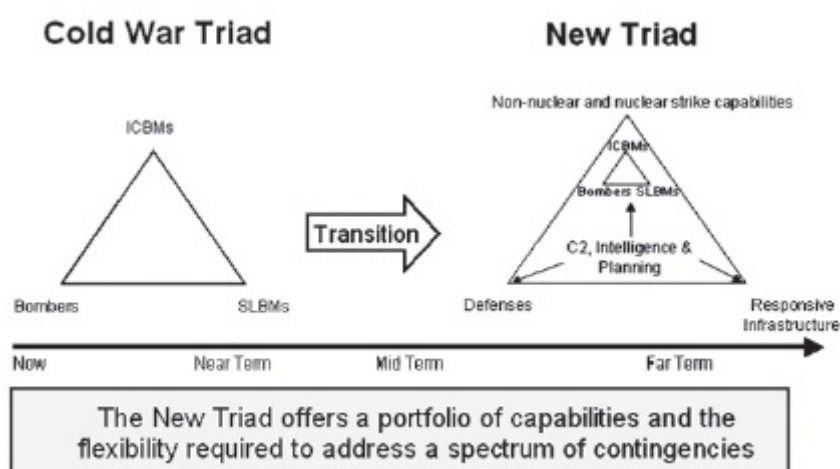 Cold War Triad
New Triad
ICBMs
Bombers
SLBMs
Transition
Non-nuclear and nuclear strike capabilities
ICBMs
Bombers SLBMs
C2, Intelligence &
Planning
Defenses
Responsive
Infrastructure
Now
Near Term
Mid Term
Far Term
The New Triad offers a portfolio of capabilities and the
flexibility required to address a spectrum of contingencies